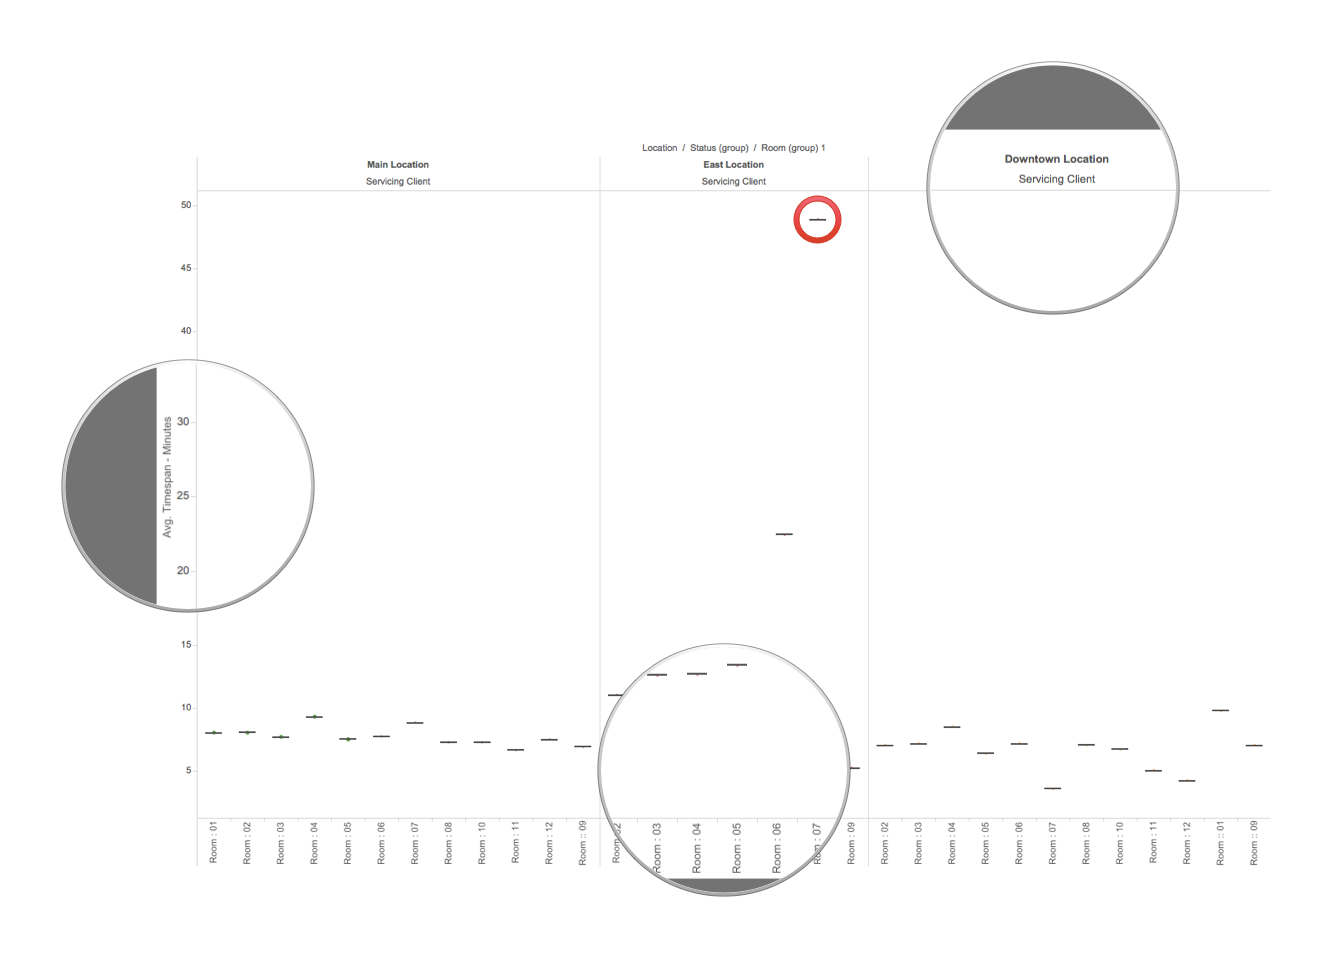 Location / Status (group) / Room (group) 1
Main Location
East Location
Downtown Location
Servicing Client
Servicing Client
Servicing Client
50
45
40
30
25
20
15
10
5
Avg. Timespan - Minutes
Room : 01
Room : 02
Room : 03
Room : 04
Room : 05
Room : 06
Room : 07
Room : 08
Room : 10
Room : 11
Room : 12
Room :: 09
Room : 02
Room : 03
Room : 04
Room : 05
Room : 06
Room : 07
Room : 09
Room : 02
Room : 03
Room : 04
Room : 05
Room : 06
Room : 07
Room : 08
Room : 10
Room : 11
Room : 12
Room :: 01
Room :: 09